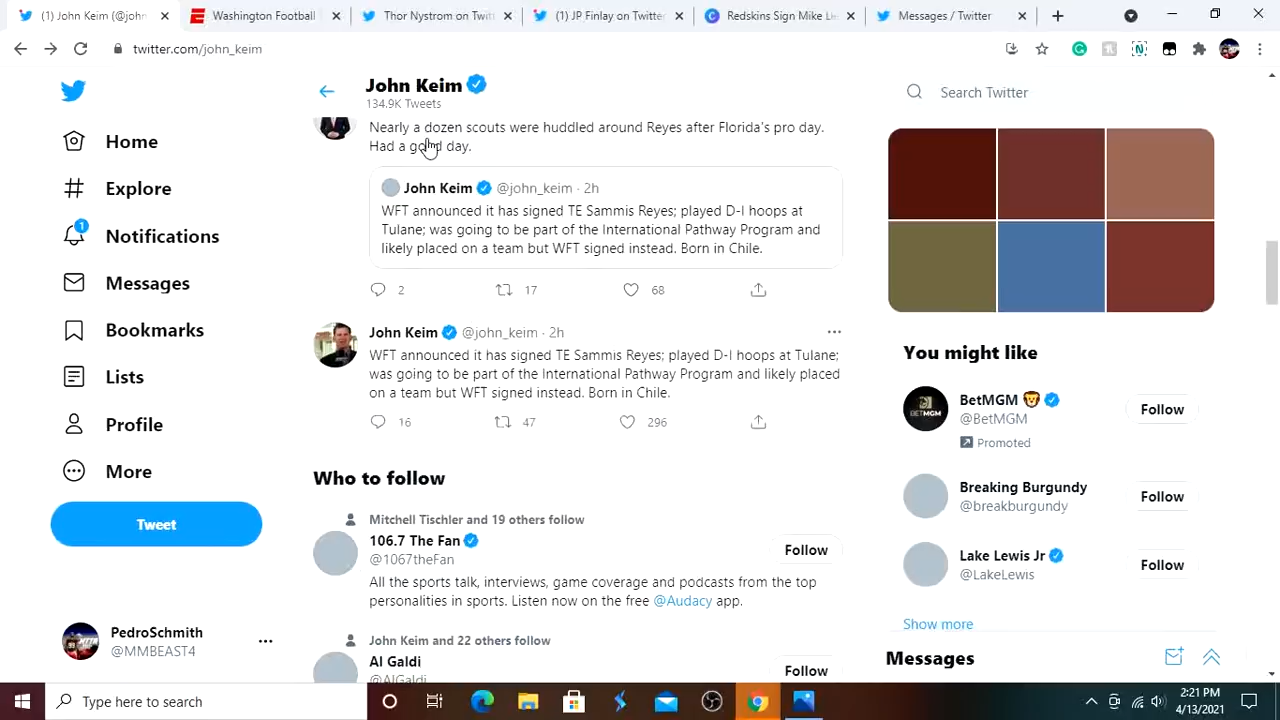 (1) John Keim (@john
Washington Football
Thor Nystrom on Twitt
(1) JP Finlay on Twitter
Redskins Sign Mike
Messages / Twitter
twitter.com/john_keim
John Keim
134.9K Tweets
Search Twitter
Home
Explore
1
Notifications
Messages
Bookmarks
Lists
Profile
More
Tweet
PedroSchmith
@MMBEAST4
Nearly a dozen scouts were huddled around Reyes after Florida's pro day.
Had a good day.
John Keim @john_keim · 2h
WFT announced it has signed TE Sammis Reyes; played D-I hoops at
Tulane; was going to be part of the International Pathway Program and
likely placed on a team but WFT signed instead. Born in Chile.
2 17 68
John Keim @john_keim · 2h
WFT announced it has signed TE Sammis Reyes; played D-I hoops at Tulane;
was going to be part of the International Pathway Program and likely placed
on a team but WFT signed instead. Born in Chile.
16 47 296
Who to follow
Mitchell Tischler and 19 others follow
106.7 The Fan
@1067theFan
Follow
All the sports talk, interviews, game coverage and podcasts from the top
personalities in sports. Listen now on the free @Audacy app.
John Keim and 22 others follow
Al Galdi
@AlGaldi
Follow
You might like
BetMGM
@BetMGM
Promoted
Follow
BETMGM
Breaking Burgundy
@breakburgundy
Follow
Lake Lewis Jr
@LakeLewis
Follow
Show more
Messages
Type here to search
2:21 PM
4/13/2021